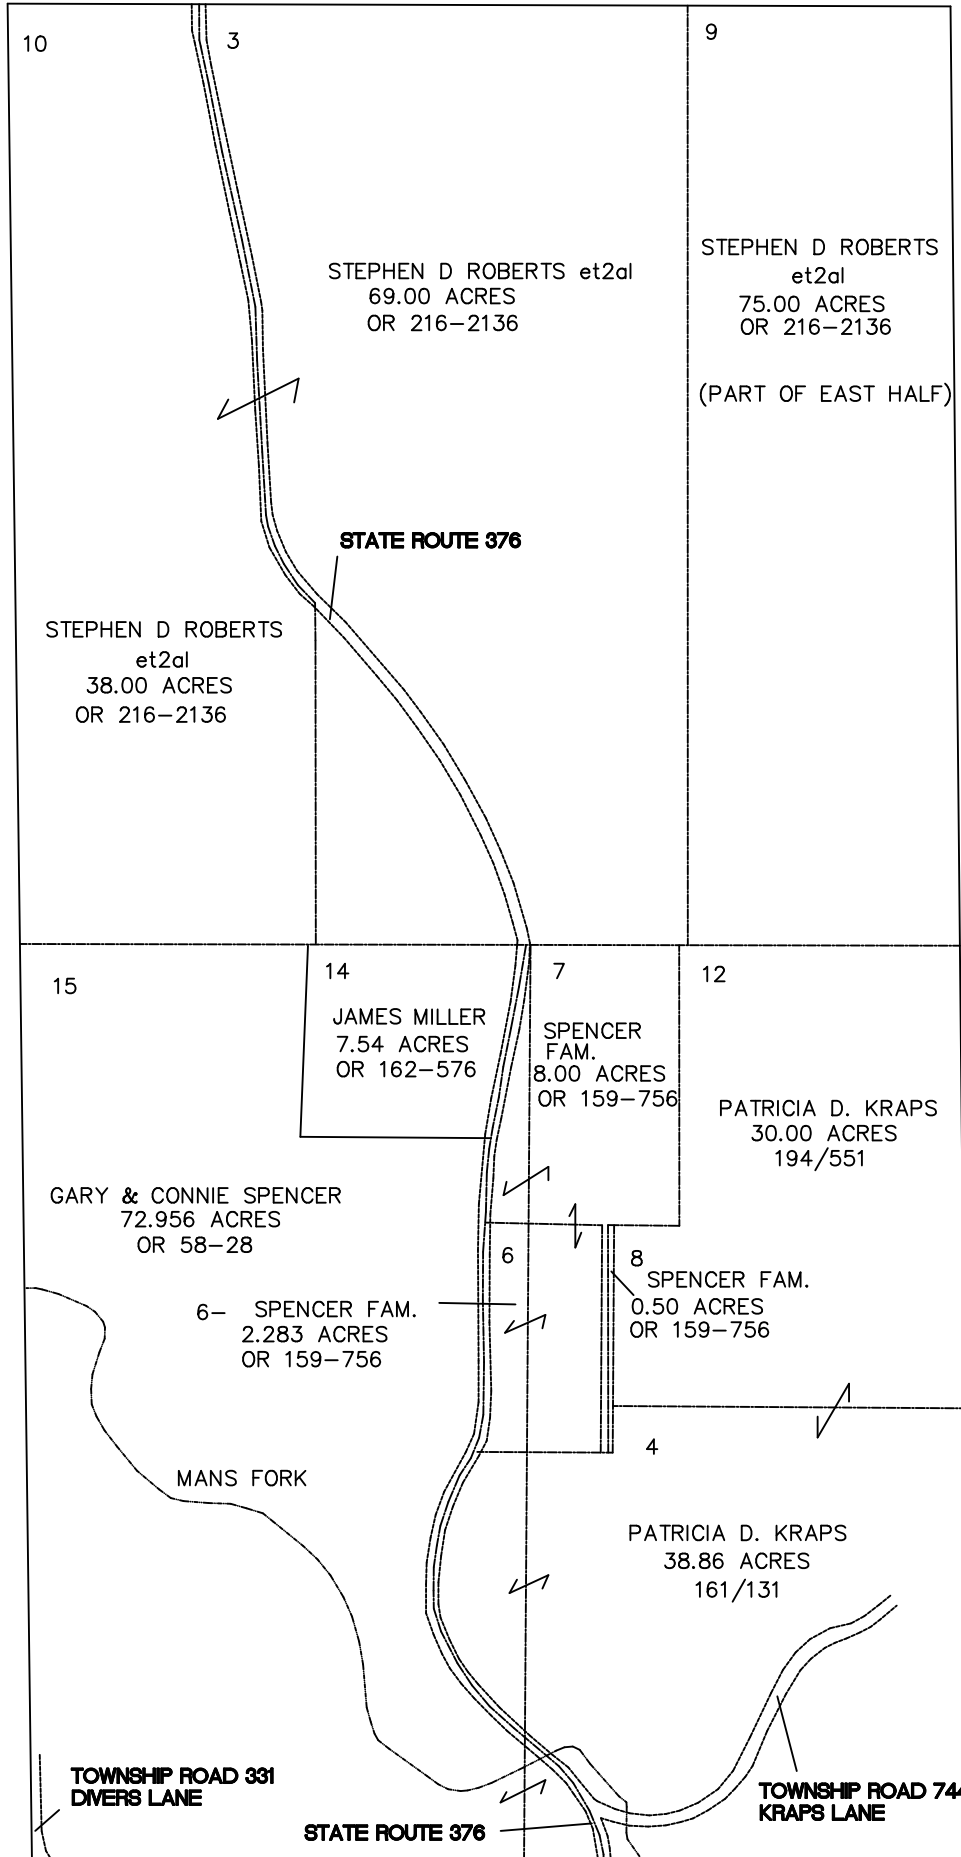 10
3
9
STEPHEN D ROBERTS et2al
69.00 ACRES
OR 216-2136
STEPHEN D ROBERTS
et2al
75.00 ACRES
OR 216-2136
(PART OF EAST HALF)
STATE ROUTE 376
STEPHEN D ROBERTS
et2al
38.00 ACRES
OR 216-2136
15
14
7
12
JAMES MILLER
7.54 ACRES
OR 162-576
SPENCER
FAM.
8.00 ACRES
OR 159-756
PATRICIA D. KRAPS
30.00 ACRES
194/551
GARY & CONNIE SPENCER
72.956 ACRES
OR 58-28
6
8
SPENCER FAM.
0.50 ACRES
OR 159-756
6- SPENCER FAM.
2.283 ACRES
OR 159-756
4
MANS FORK
PATRICIA D. KRAPS
38.86 ACRES
161/131
TOWNSHIP ROAD 331
DIVERS LANE
TOWNSHIP ROAD 744
KRAPS LANE
STATE ROUTE 376